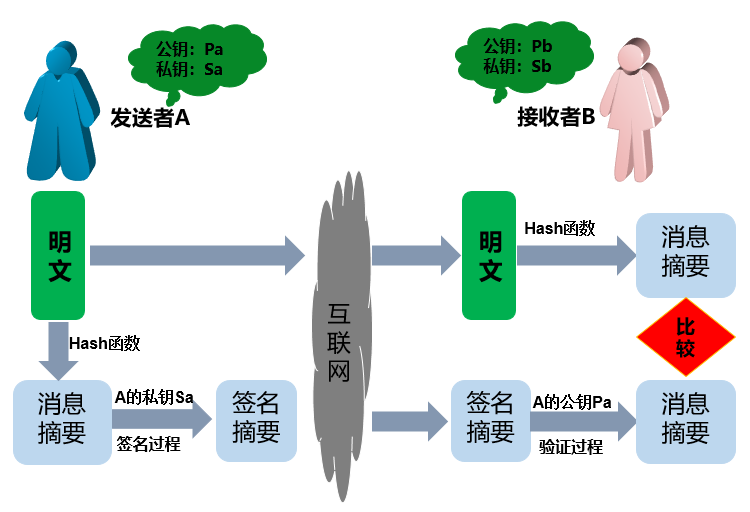 公钥：Pa
私钥：Sa
发送者A
公钥：Pb
私钥：Sb
接收者B
明
文
明
文
Hash函数
消息
摘要
Hash函数
互
联
网
比
较
消息
摘要
A的私钥Sa
签名过程
签名
摘要
签名
摘要
A的公钥Pa
验证过程
消息
摘要